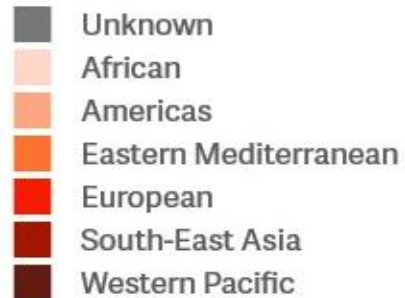 Unknown
African
Americas
Eastern Mediterranean
European
South-East Asia
Western Pacific